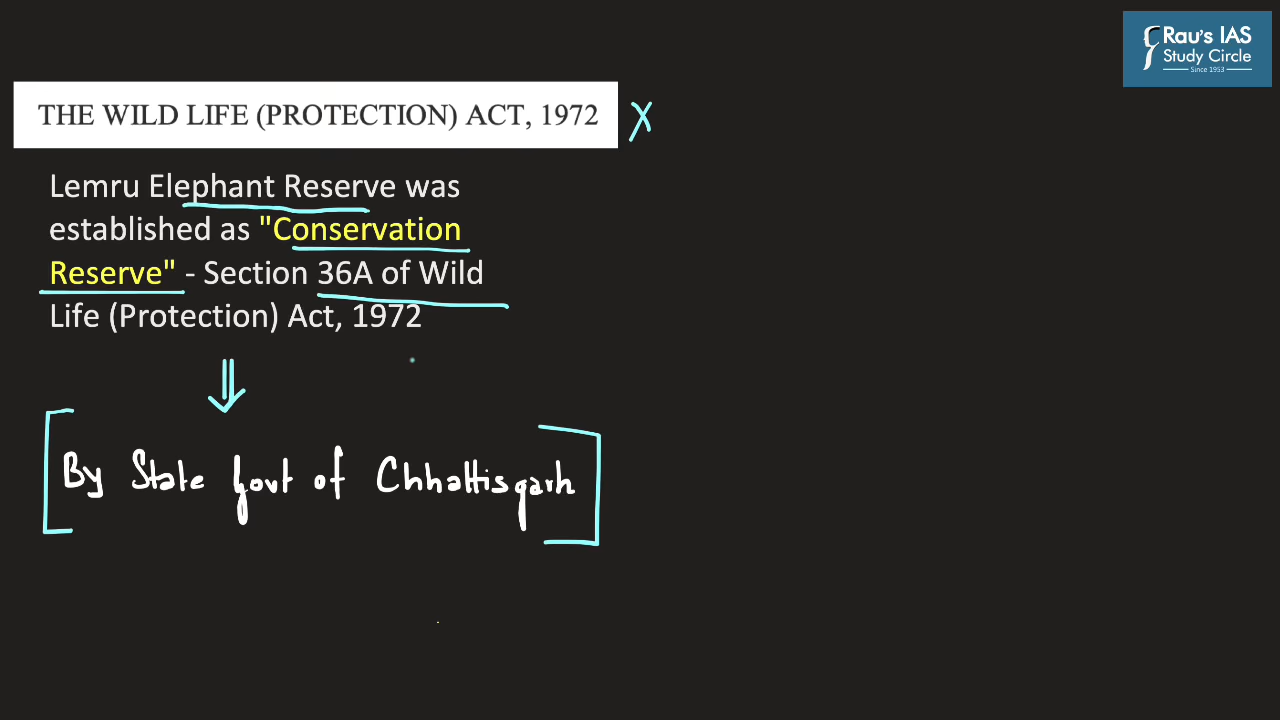 Rau's IAS
Study Circle
Since 1953
THE WILD LIFE (PROTECTION) ACT, 1972 X
Lemru Elephant Reserve was
established as "Conservation
Reserve" - Section 36A of Wild
Life (Protection) Act, 1972
By State Govt of Chhattisgarh